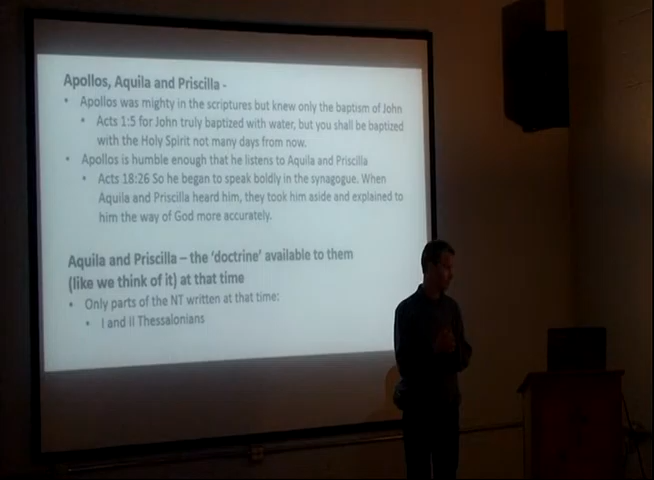 Apollos, Aquila and Priscilla -
• Apollos was mighty in the scriptures but knew only the baptism of John
• Acts 1:5 for John truly baptized with water, but you shall be baptized
with the Holy Spirit not many days from now.
• Apollos is humble enough that he listens to Aquila and Priscilla
• Acts 18:26 So he began to speak boldly in the synagogue. When
Aquila and Priscilla heard him, they took him aside and explained to
him the way of God more accurately.
Aquila and Priscilla – the 'doctrine' available to them
(like we think of it) at that time
• Only parts of the NT written at that time:
• I and II Thessalonians